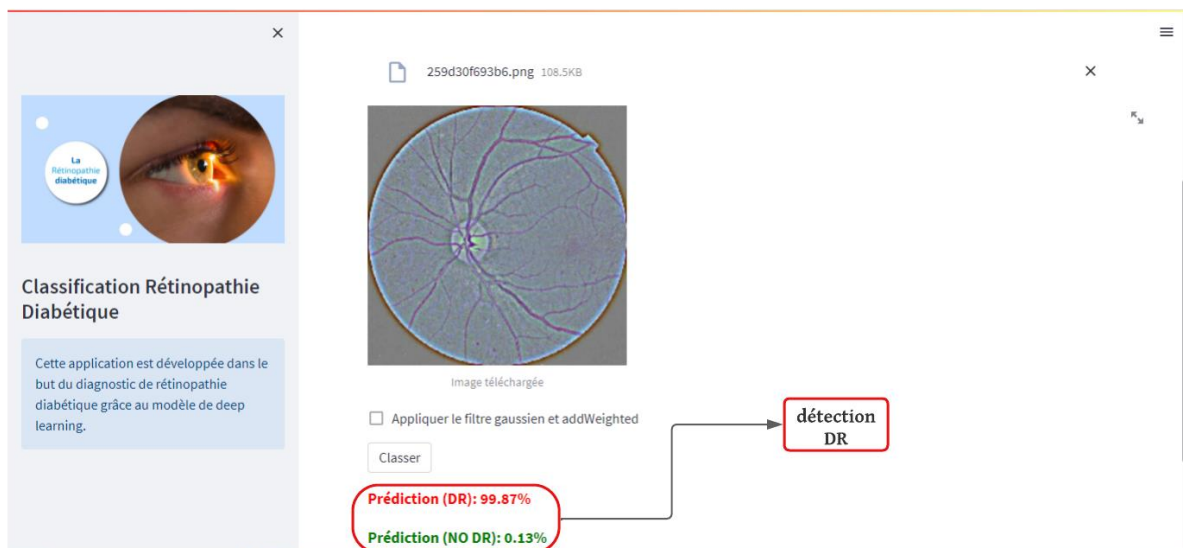 La
Rétinopathie
diabétique
Classification Rétinopathie
Diabétique
Cette application est développée dans le
but du diagnostic de rétinopathie
diabétique grâce au modèle de deep
learning.
259d30f693b6.png 108.5KB
Image téléchargée
Appliquer le filtre gaussien et addWeighted
Classer
Prédiction (DR): 99.87%
Prédiction (NO DR): 0.13%
détection
DR